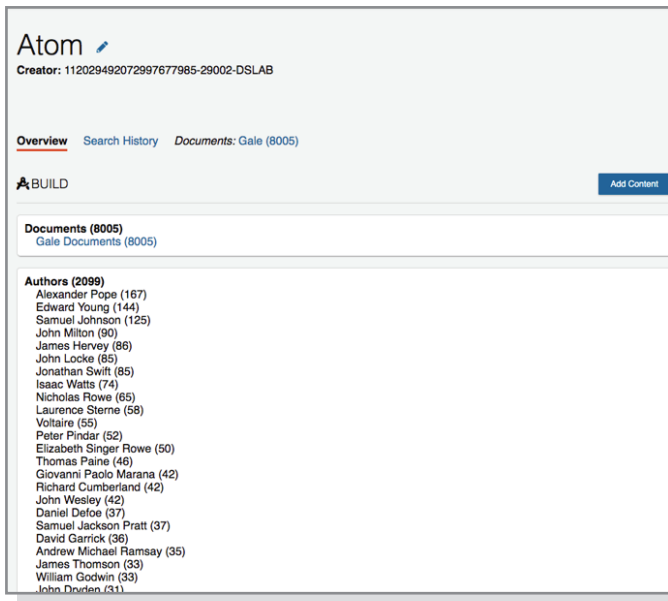 Atom
Creator: 112029492072997677985-29002-DSLAB
Overview Search History Documents: Gale (8005)
BUILD Add Content
Documents (8005)
Gale Documents (8005)
Authors (2099)
Alexander Pope (167)
Edward Young (144)
Samuel Johnson (125)
John Milton (90)
James Hervey (86)
John Locke (85)
Jonathan Swift (85)
Isaac Watts (74)
Nicholas Rowe (65)
Laurence Sterne (58)
Voltaire (55)
Peter Pindar (52)
Elizabeth Singer Rowe (50)
Thomas Paine (46)
Giovanni Paolo Marana (42)
Richard Cumberland (42)
John Wesley (42)
Daniel Defoe (37)
Samuel Jackson Pratt (37)
David Garrick (36)
Andrew Michael Ramsay (35)
James Thomson (33)
William Godwin (33)
John Dryden (31)